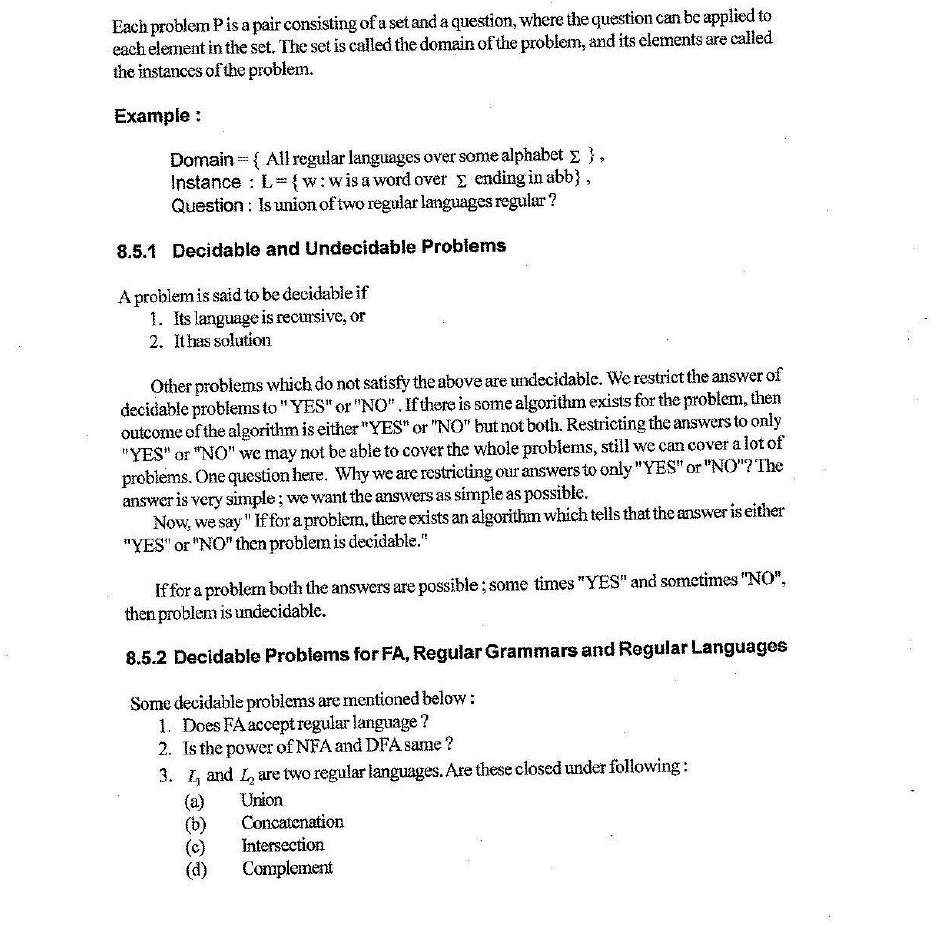 Each problem P is a pair consisting of a set and a question, where the question can be applied to
each element in the set. The set is called the domain of the problem, and its elements are called
the instances of the problem.
Example :
Domain = { All regular languages over some alphabet Σ } ,
Instance : L = { w : w is a word over Σ ending in abb} ,
Question : Is union of two regular languages regular ?
8.5.1 Decidable and Undecidable Problems
A problem is said to be decidable if
1. Its language is recursive, or
2. It has solution
Other problems which do not satisfy the above are undecidable. We restrict the answer of
decidable problems to "YES" or "NO" . If there is some algorithm exists for the problem, then
outcome of the algorithm is either "YES" or "NO" but not both. Restricting the answers to only
"YES" or "NO" we may not be able to cover the whole problems, still we can cover a lot of
problems. One question here. Why we are restricting our answers to only "YES" or "NO"? The
answer is very simple ; we want the answers as simple as possible.
Now, we say " If for a problem, there exists an algorithm which tells that the answer is either
"YES" or "NO" then problem is decidable."
If for a problem both the answers are possible ; some times "YES" and sometimes "NO",
then problem is undecidable.
8.5.2 Decidable Problems for FA, Regular Grammars and Regular Languages
Some decidable problems are mentioned below :
1. Does FA accept regular language ?
2. Is the power of NFA and DFA same ?
3. L₁ and L₂ are two regular languages. Are these closed under following :
(a) Union
(b) Concatenation
(c) Intersection
(d) Complement